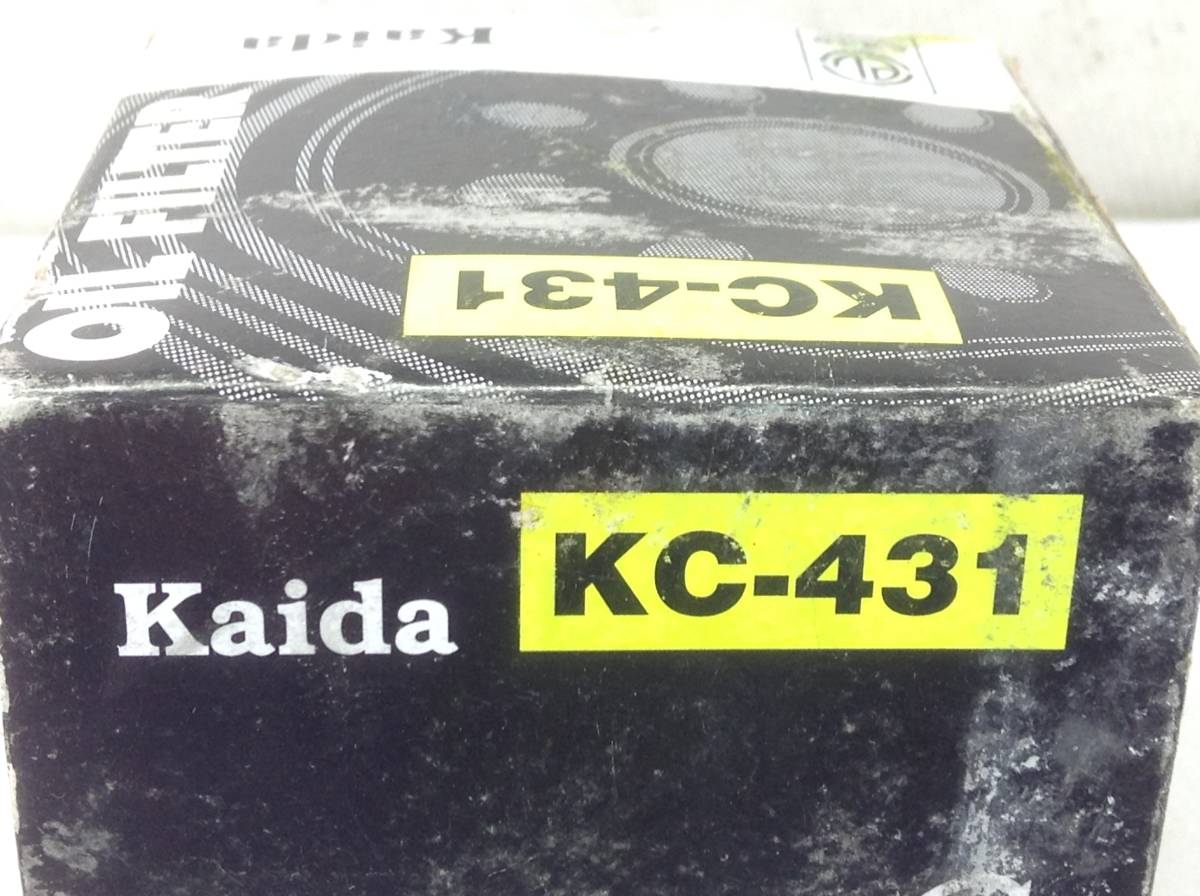 Kaida
OIL FILTER
KC-431
Kaida
KC-431